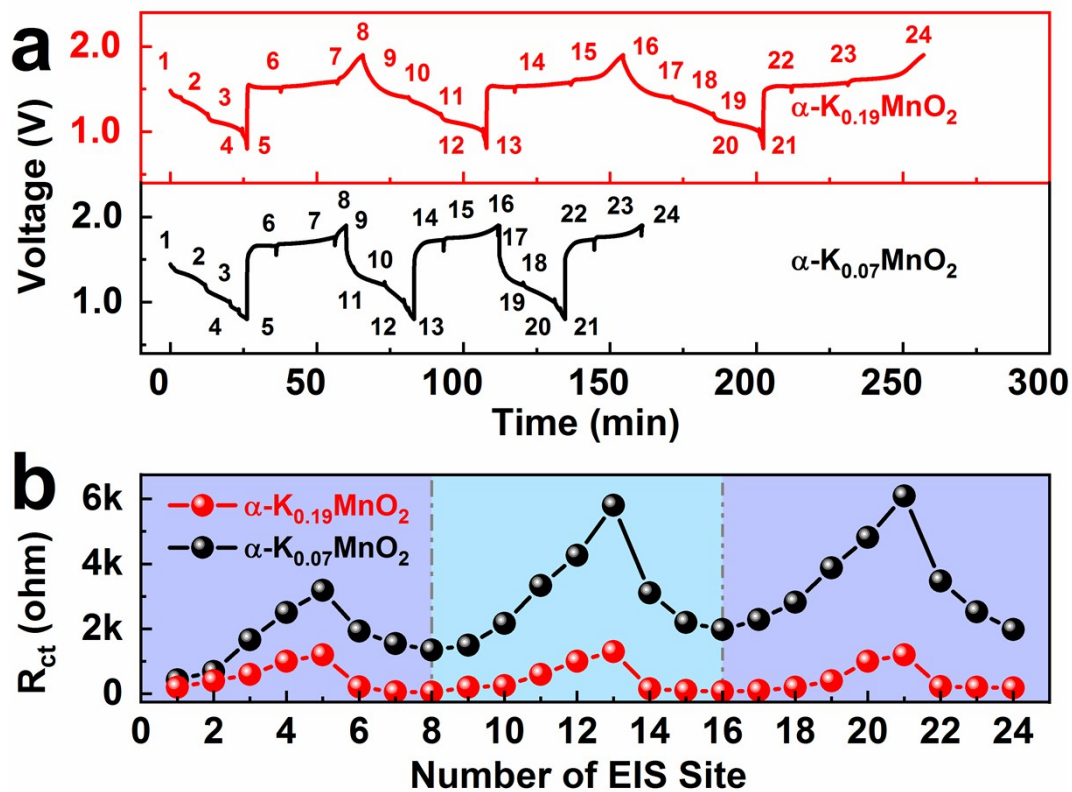 a
Voltage (V)
2.0
1.0
1 2 3 4 5 6 7 8 9 10 11 12 13 14 15 16 17 18 19 20 21 22 23 24
α-K0.19MnO2
2.0
1.0
1 2 3 4 5 6 7 8 9 10 11 12 13 14 15 16 17 18 19 20 21 22 23 24
α-K0.07MnO2
0 50 100 150 200 250 300
Time (min)
b
Rct (ohm)
6k
4k
2k
0
α-K0.19MnO2
α-K0.07MnO2
0 2 4 6 8 10 12 14 16 18 20 22 24
Number of EIS Site